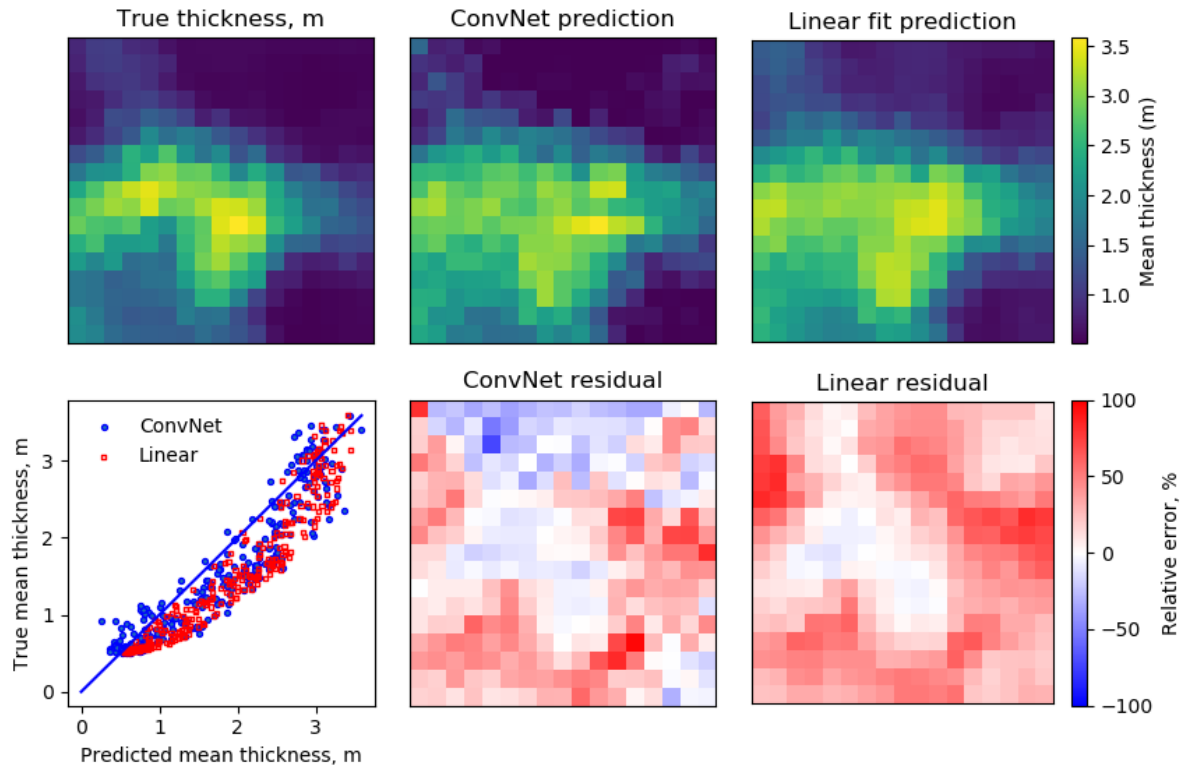 True thickness, m
ConvNet prediction
Linear fit prediction
3.5
3.0
2.5
2.0
1.5
1.0
Mean thickness (m)
ConvNet
Linear
3
2
1
0
True mean thickness, m
0 1 2 3
Predicted mean thickness, m
ConvNet residual
Linear residual
100
50
0
−50
−100
Relative error, %